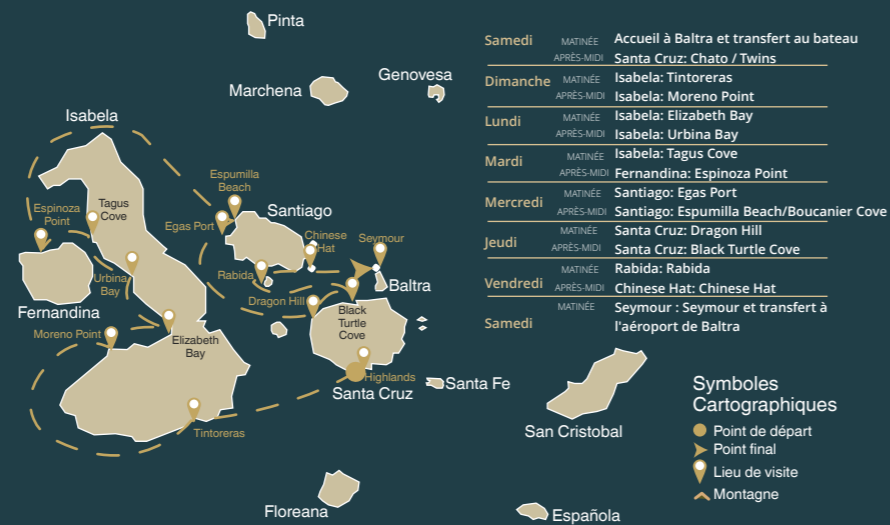 Pinta
Genovesa
Marchena
Isabela
Espumilla
Beach
Espinoza
Point
Tagus
Cove
Egas Port
Santiago
Chinese
Hat
Seymour
Urbina
Bay
Rabida
Baltra
Fernandina
Dragon Hill
Black
Turtle
Cove
Moreno Point
Elizabeth
Bay
Highlands
Santa Cruz
Santa Fe
Tintoreras
San Cristobal
Floreana
Española
Samedi MATINÉE Accueil à Baltra et transfert au bateau
APRÈS-MIDI Santa Cruz: Chato / Twins
Dimanche MATINÉE Isabela: Tintoreras
APRÈS-MIDI Isabela: Moreno Point
Lundi MATINÉE Isabela: Elizabeth Bay
APRÈS-MIDI Isabela: Urbina Bay
Mardi MATINÉE Isabela: Tagus Cove
APRÈS-MIDI Fernandina: Espinoza Point
Mercredi MATINÉE Santiago: Egas Port
APRÈS-MIDI Santiago: Espumilla Beach/Boucanier Cove
Jeudi MATINÉE Santa Cruz: Dragon Hill
APRÈS-MIDI Santa Cruz: Black Turtle Cove
Vendredi MATINÉE Rabida: Rabida
APRÈS-MIDI Chinese Hat: Chinese Hat
Samedi MATINÉE Seymour : Seymour et transfert à
l'aéroport de Baltra
Symboles
Cartographiques
Point de départ
Point final
Lieu de visite
Montagne